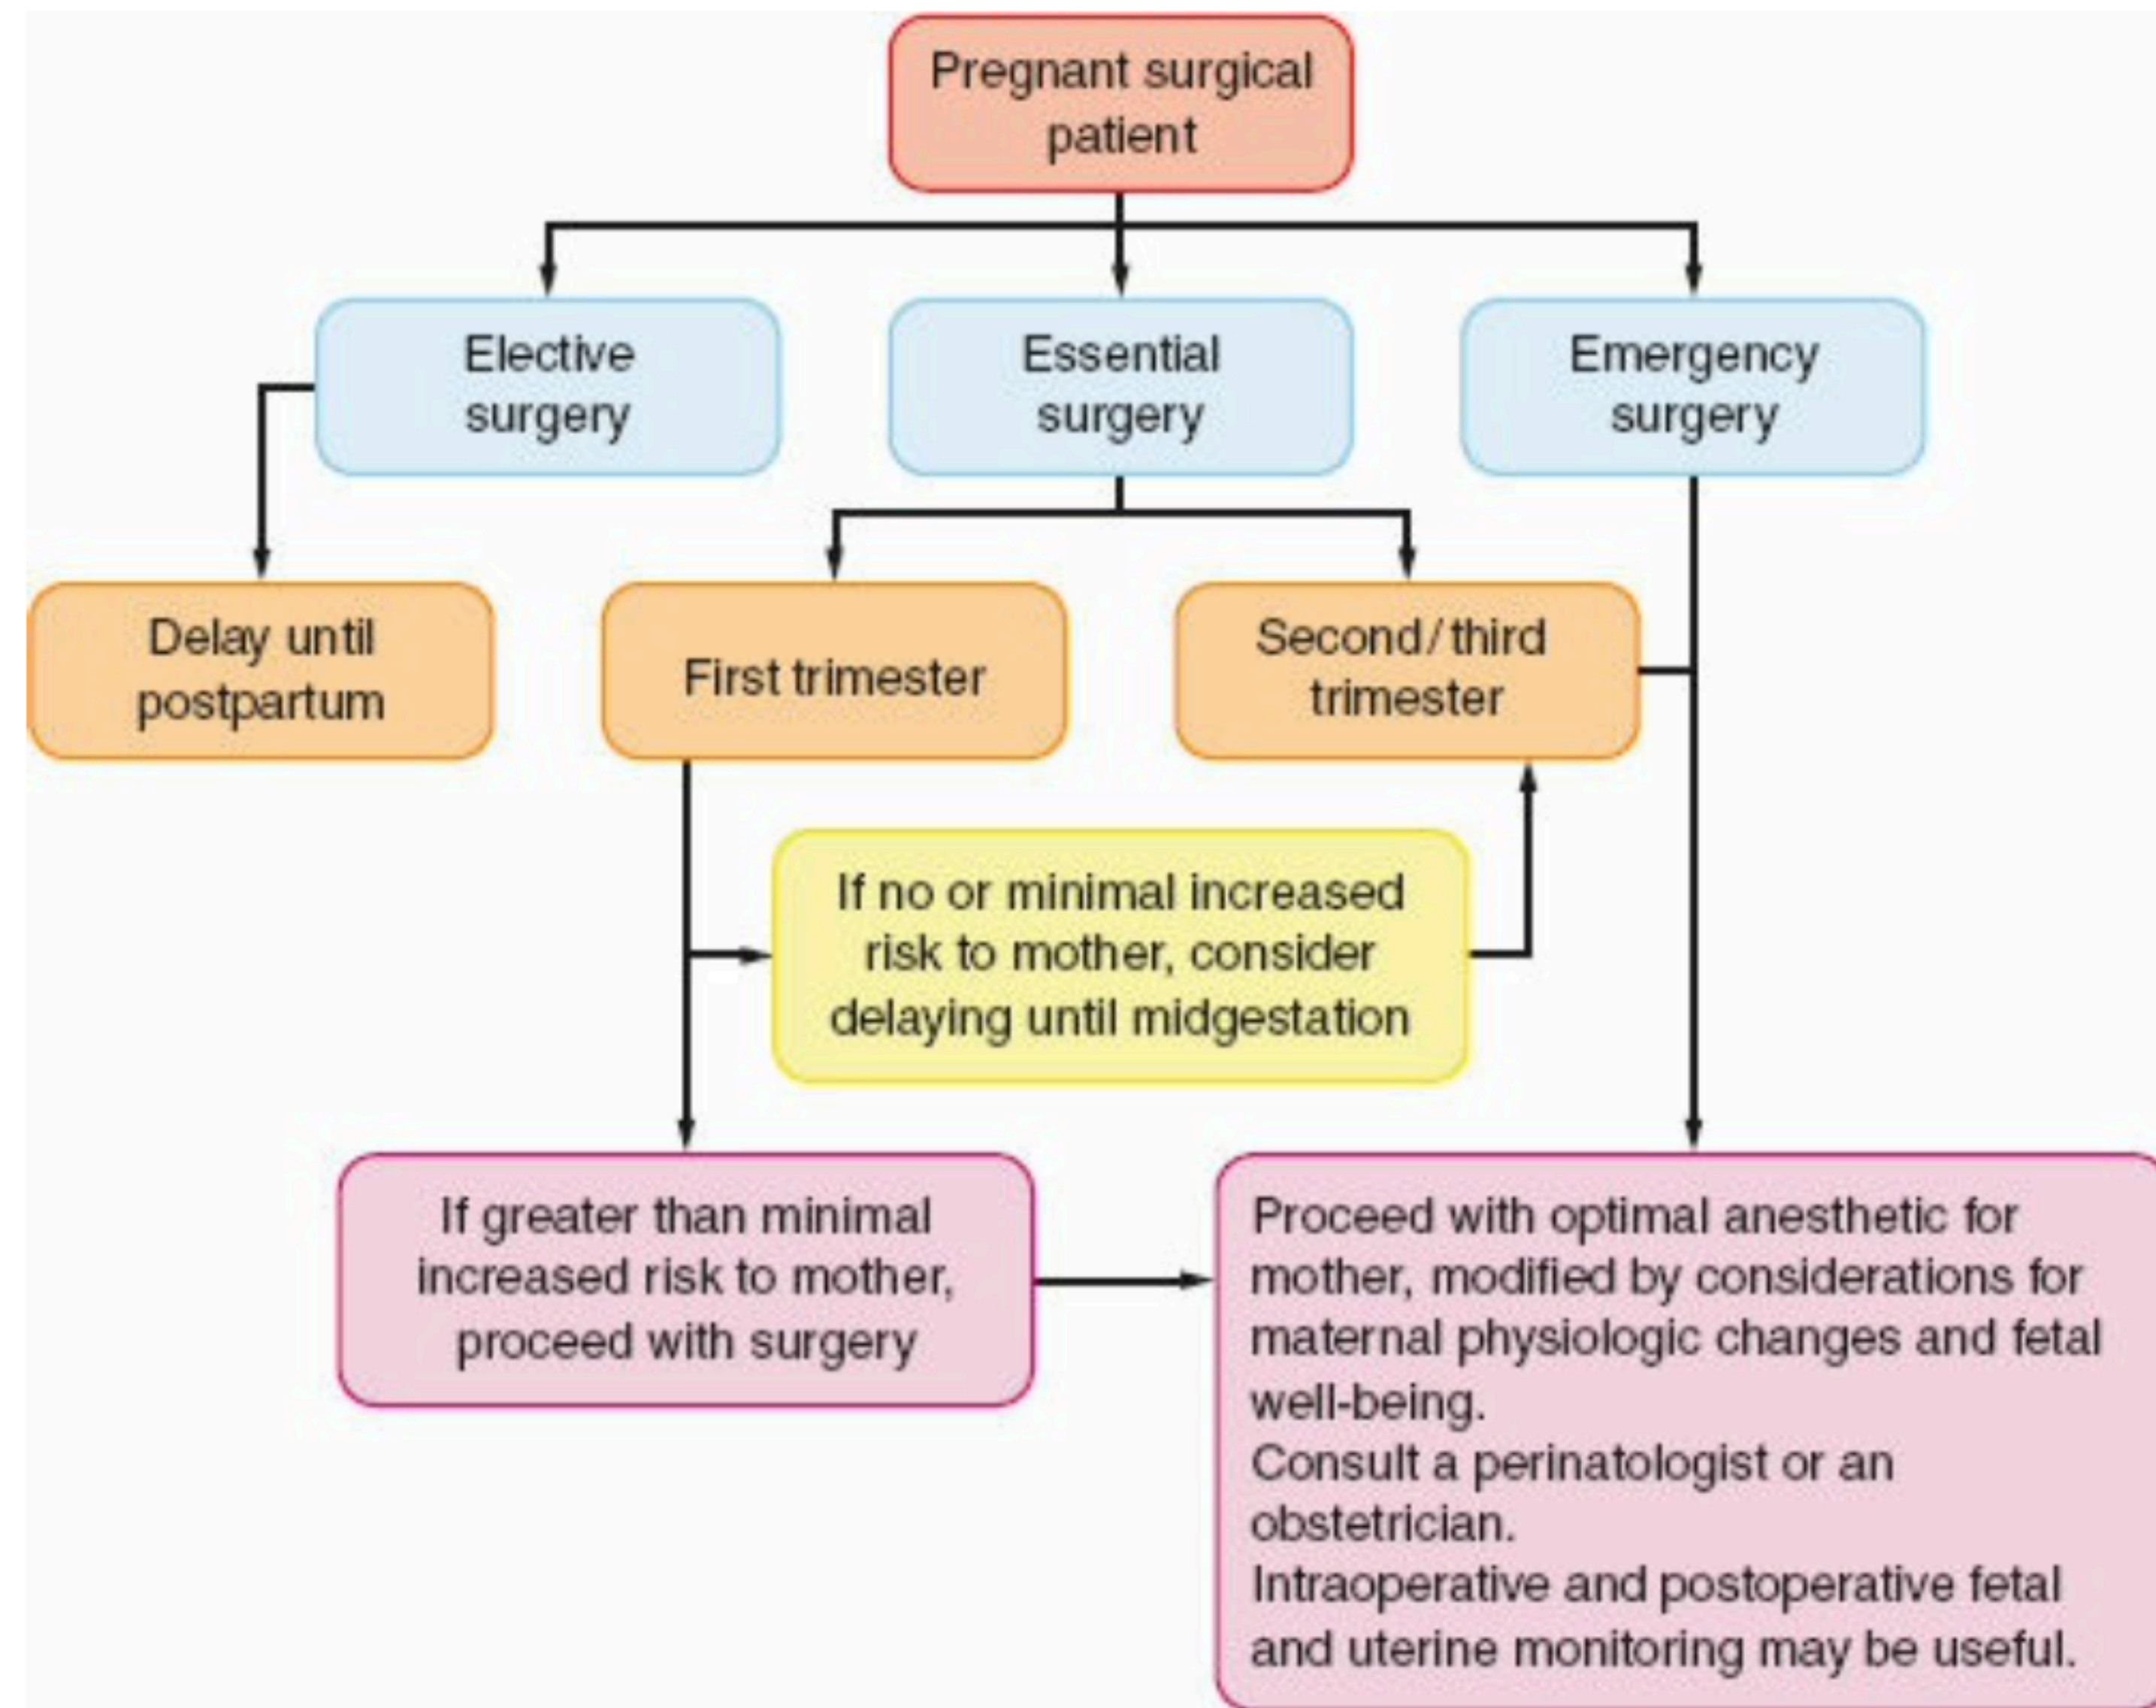 Pregnant surgical
patient
Elective
surgery
Essential
surgery
Emergency
surgery
Delay until
postpartum
First trimester
Second/third
trimester
If no or minimal increased
risk to mother, consider
delaying until midgestation
If greater than minimal
increased risk to mother,
proceed with surgery
Proceed with optimal anesthetic for
mother, modified by considerations for
maternal physiologic changes and fetal
well-being.
Consult a perinatologist or an
obstetrician.
Intraoperative and postoperative fetal
and uterine monitoring may be useful.